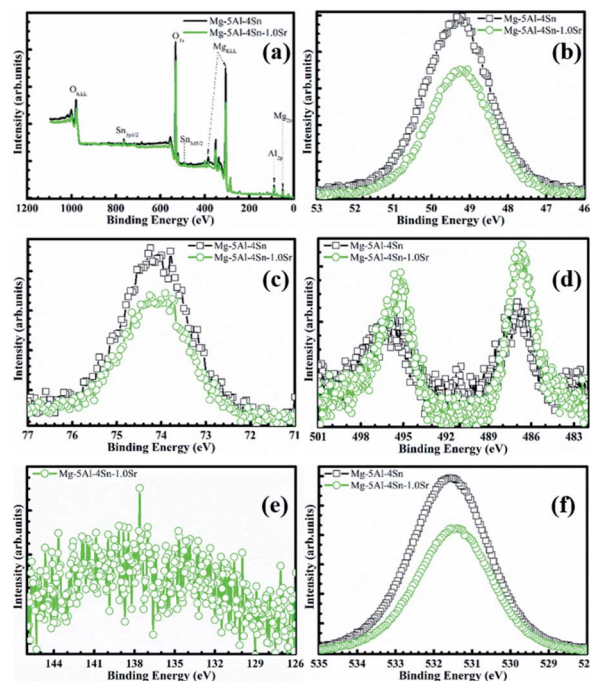 Mg-5Al-4Sn
Mg-5Al-4Sn-1.0Sr
(a)
O1s
MgKLL
OKLL
Sn3p1/2
Sn3d5/2
Mg2p
Al2p
1200 1000 800 600 400 200 0
Binding Energy (eV)
Intensity (arb.units)
Mg-5Al-4Sn
Mg-5Al-4Sn-1.0Sr
(b)
53 52 51 50 49 48 47 46
Binding Energy (eV)
Intensity (arb.units)
Mg-5Al-4Sn
Mg-5Al-4Sn-1.0Sr
(c)
77 76 75 74 73 72 71
Binding Energy (eV)
Intensity (arb.units)
Mg-5Al-4Sn
Mg-5Al-4Sn-1.0Sr
(d)
501 498 495 492 489 486 483
Binding Energy (eV)
Intensity (arb.units)
Mg-5Al-4Sn-1.0Sr
(e)
144 141 138 135 132 129 126
Binding Energy (eV)
Intensity (arb.units)
Mg-5Al-4Sn
Mg-5Al-4Sn-1.0Sr
(f)
535 534 533 532 531 530 529 52
Binding Energy (eV)
Intensity (arb.units)